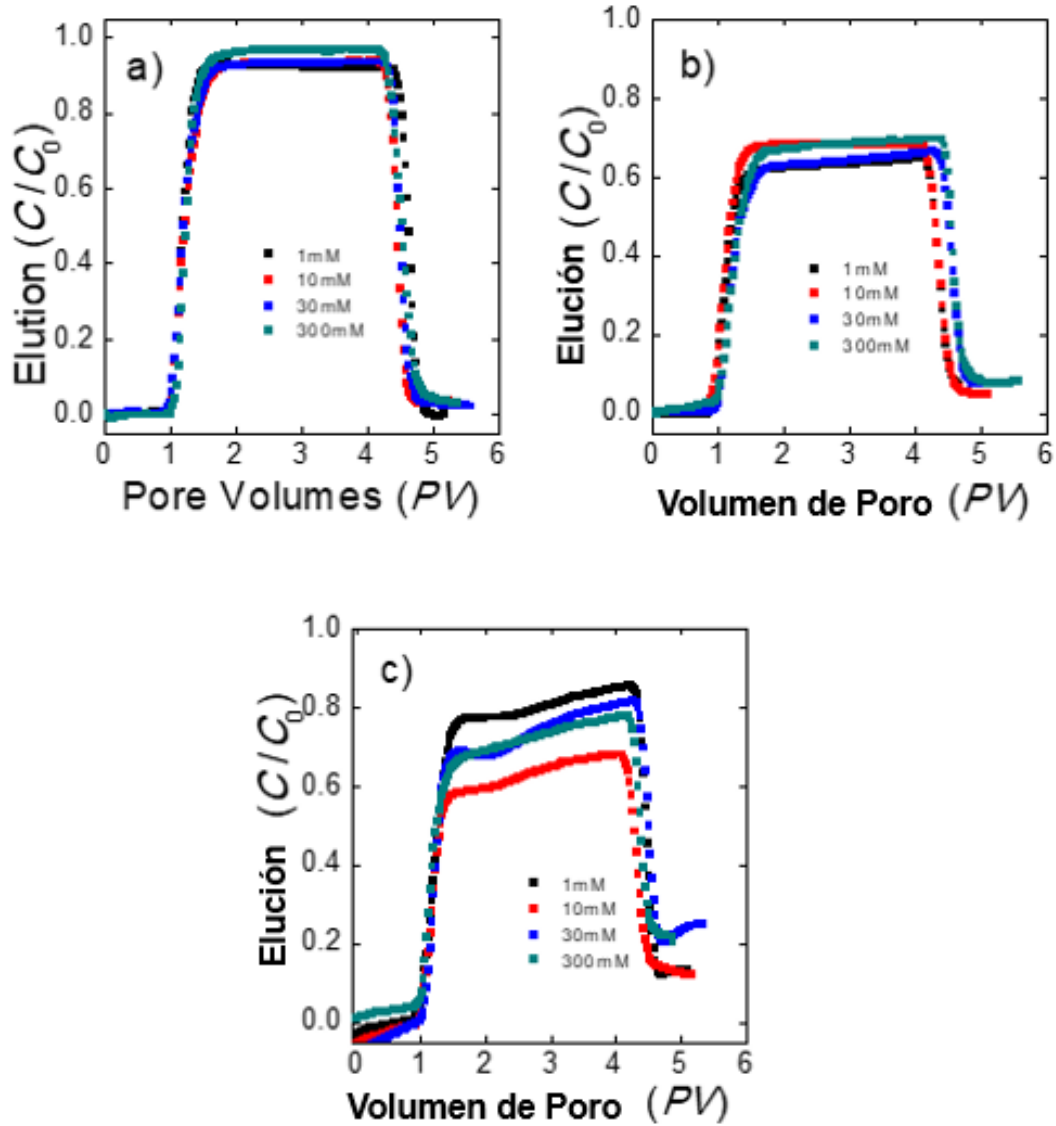 a)
Elution (C/C0)
1.0
0.8
0.6
0.4
0.2
0.0
1mM
10mM
30mM
300mM
0 1 2 3 4 5 6
Pore Volumes (PV)
b)
Elución (C/C0)
1.0
0.8
0.6
0.4
0.2
0.0
1mM
10mM
30mM
300mM
0 1 2 3 4 5 6
Volumen de Poro (PV)
c)
Elución (C/C0)
1.0
0.8
0.6
0.4
0.2
0.0
1mM
10mM
30mM
300mM
0 1 2 3 4 5 6
Volumen de Poro (PV)